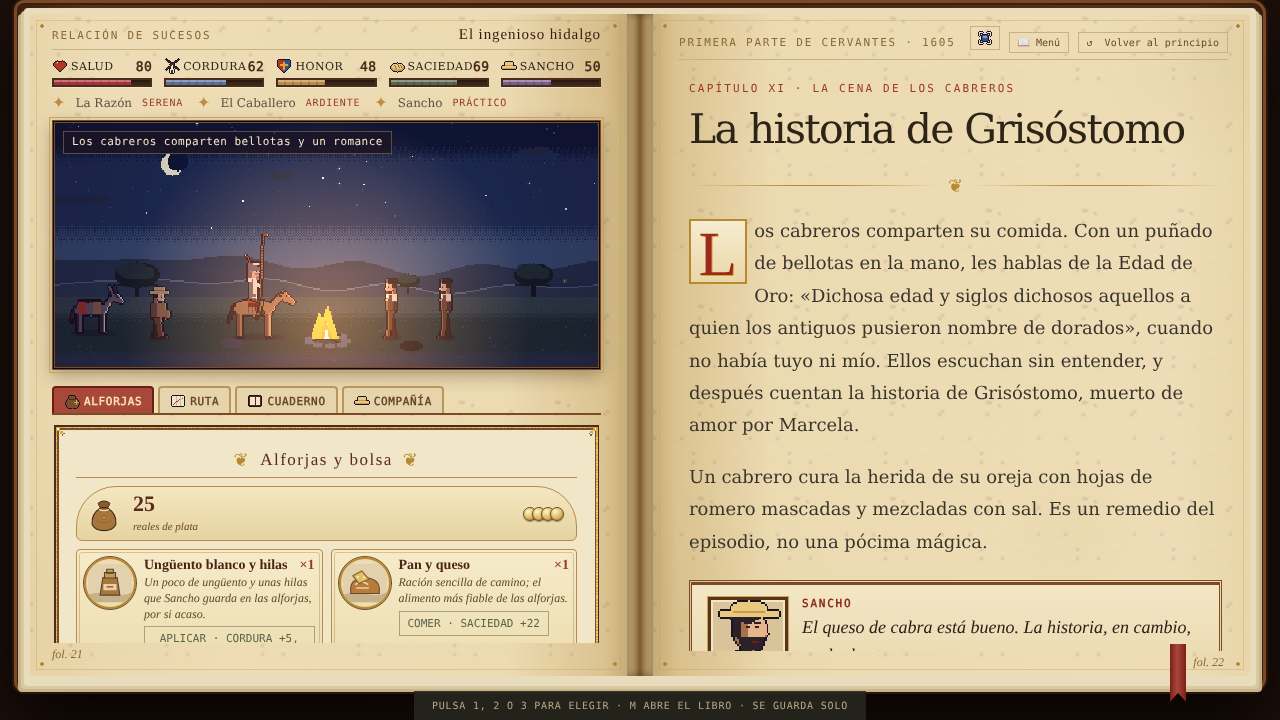 RELACIÓN DE SUCESOS
El ingenioso hidalgo
SALUD 80
CORDURA 62
HONOR 48
SACIEDAD 69
SANCHO 50
La Razón SERENA
El Caballero ARDIENTE
Sancho PRÁCTICO
Los cabreros comparten bellotas y un romance
ALFORJAS
RUTA
CUADERNO
COMPAÑÍA
Alforjas y bolsa
25
reales de plata
Ungüento blanco y hilas ×1
Un poco de ungüento y unas hilas
que Sancho guarda en las alforjas,
por si acaso.
APLICAR · CORDURA +5,
Pan y queso ×1
Ración sencilla de camino; el
alimento más fiable de las alforjas.
COMER · SACIEDAD +22
fol. 21
PRIMERA PARTE DE CERVANTES · 1605
Menú
↺ Volver al principio
CAPÍTULO XI · LA CENA DE LOS CABREROS
La historia de Grisóstomo
Los cabreros comparten su comida. Con un puñado
de bellotas en la mano, les hablas de la Edad de
Oro: «Dichosa edad y siglos dichosos aquellos a
quien los antiguos pusieron nombre de dorados», cuando
no había tuyo ni mío. Ellos escuchan sin entender, y
después cuentan la historia de Grisóstomo, muerto de
amor por Marcela.
Un cabrero cura la herida de su oreja con hojas de
romero mascadas y mezcladas con sal. Es un remedio del
episodio, no una pócima mágica.
SANCHO
El queso de cabra está bueno. La historia, en cambio,
fol. 22
PULSA 1, 2 O 3 PARA ELEGIR · M ABRE EL LIBRO · SE GUARDA SOLO